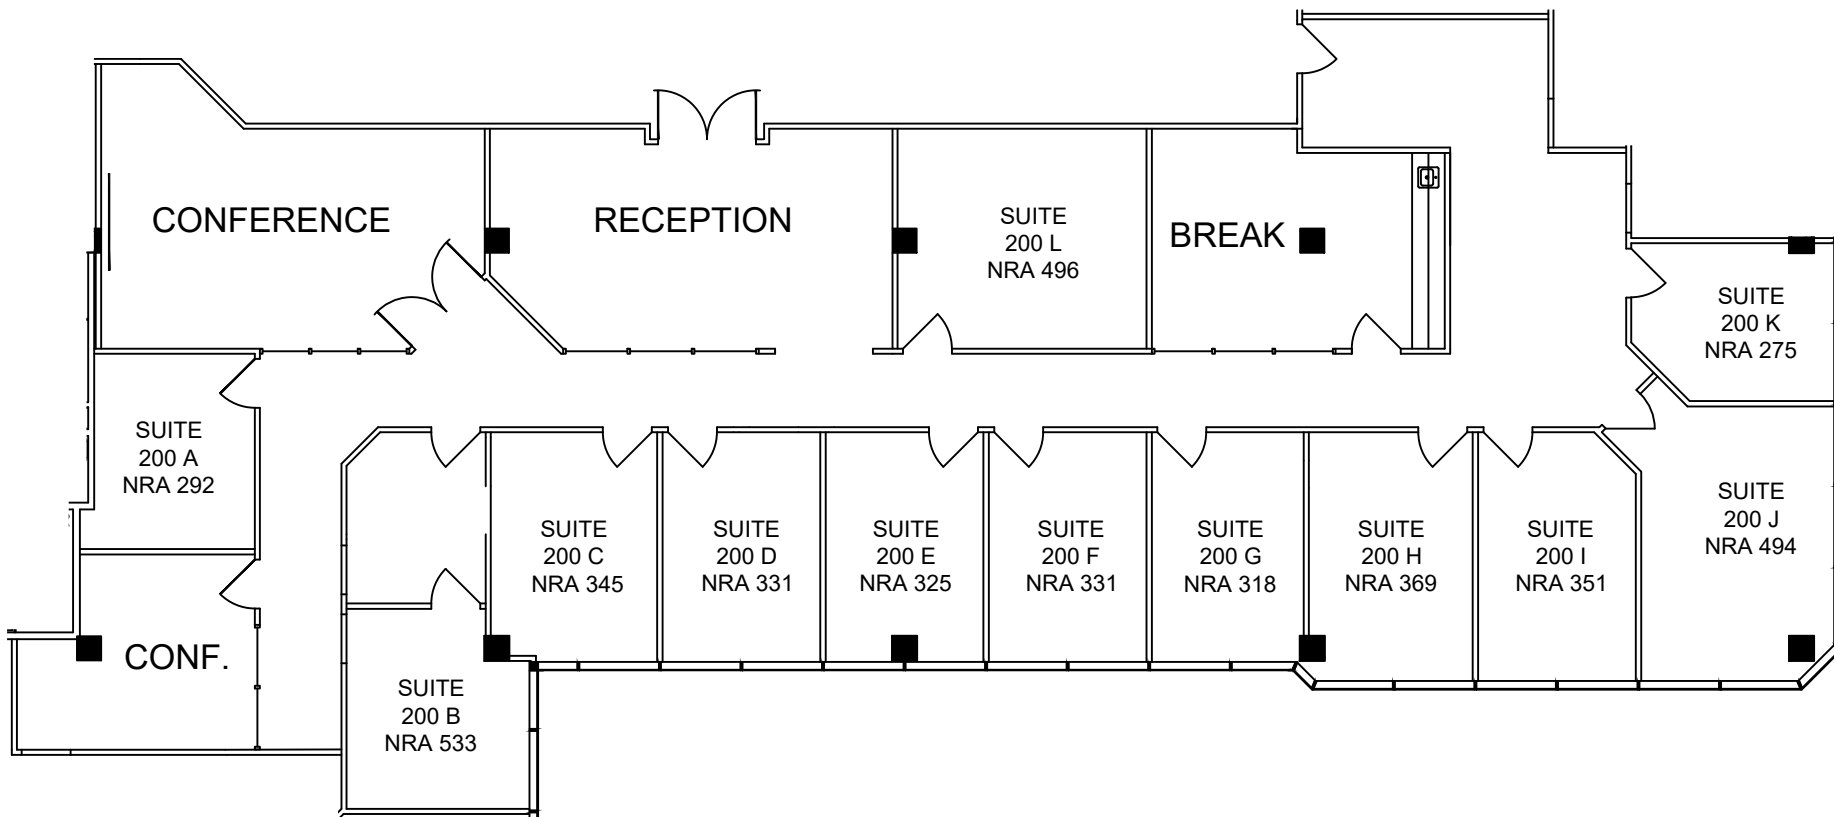 CONFERENCE
RECEPTION
SUITE
200 L
NRA 496
BREAK
SUITE
200 K
NRA 275
SUITE
200 A
NRA 292
SUITE
200 C
NRA 345
SUITE
200 D
NRA 331
SUITE
200 E
NRA 325
SUITE
200 F
NRA 331
SUITE
200 G
NRA 318
SUITE
200 H
NRA 369
SUITE
200 I
NRA 351
SUITE
200 J
NRA 494
CONF.
SUITE
200 B
NRA 533